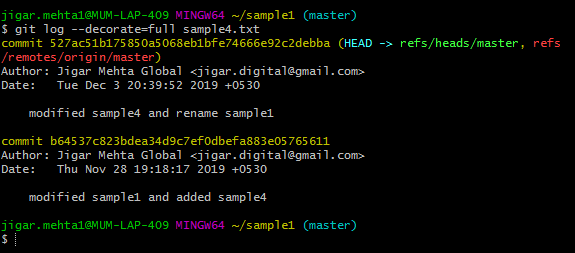 jigar.mehta1@MUM-LAP-409 MINGW64 ~/sample1 (master)
$ git log --decorate=full sample4.txt
commit 527ac51b175850a5068eb1bfe74666e92c2debba (HEAD -> refs/heads/master, refs
/remotes/origin/master)
Author: Jigar Mehta Global <jigar.digital@gmail.com>
Date:   Tue Dec 3 20:39:52 2019 +0530
    modified sample4 and rename sample1
commit b64537c823bdea34d9c7ef0dbefa883e05765611
Author: Jigar Mehta Global <jigar.digital@gmail.com>
Date:   Thu Nov 28 19:18:17 2019 +0530
    modified sample1 and added sample4
jigar.mehta1@MUM-LAP-409 MINGW64 ~/sample1 (master)
$